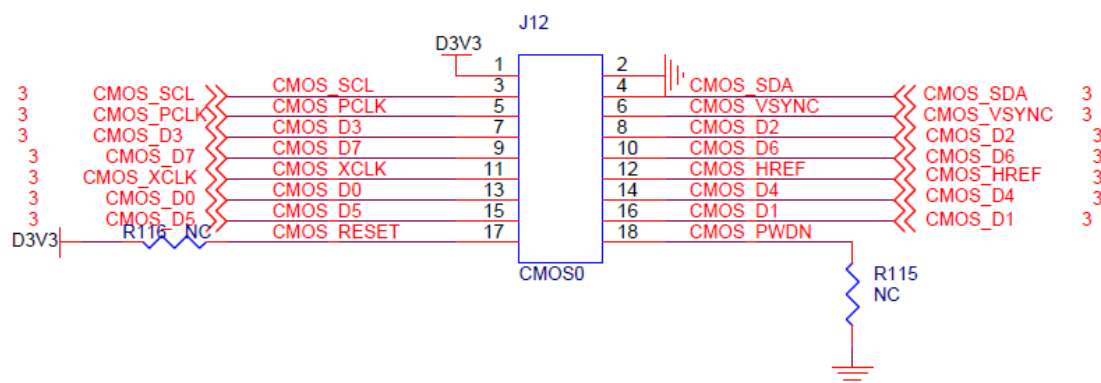 J12
D3V3
1 2
3 CMOS_SCL CMOS_SCL 3 4 CMOS_SDA CMOS_SDA 3
3 CMOS_PCLK CMOS_PCLK 5 6 CMOS_VSYNC CMOS_VSYNC 3
3 CMOS_D3 CMOS_D3 7 8 CMOS_D2 CMOS_D2 3
3 CMOS_D7 CMOS_D7 9 10 CMOS_D6 CMOS_D6 3
3 CMOS_XCLK CMOS_XCLK 11 12 CMOS_HREF CMOS_HREF 3
3 CMOS_D0 CMOS_D0 13 14 CMOS_D4 CMOS_D4 3
3 CMOS_D5 CMOS_D5 15 16 CMOS_D1 CMOS_D1 3
D3V3 R116 NC CMOS_RESET 17 18 CMOS_PWDN
CMOS0
R115
NC